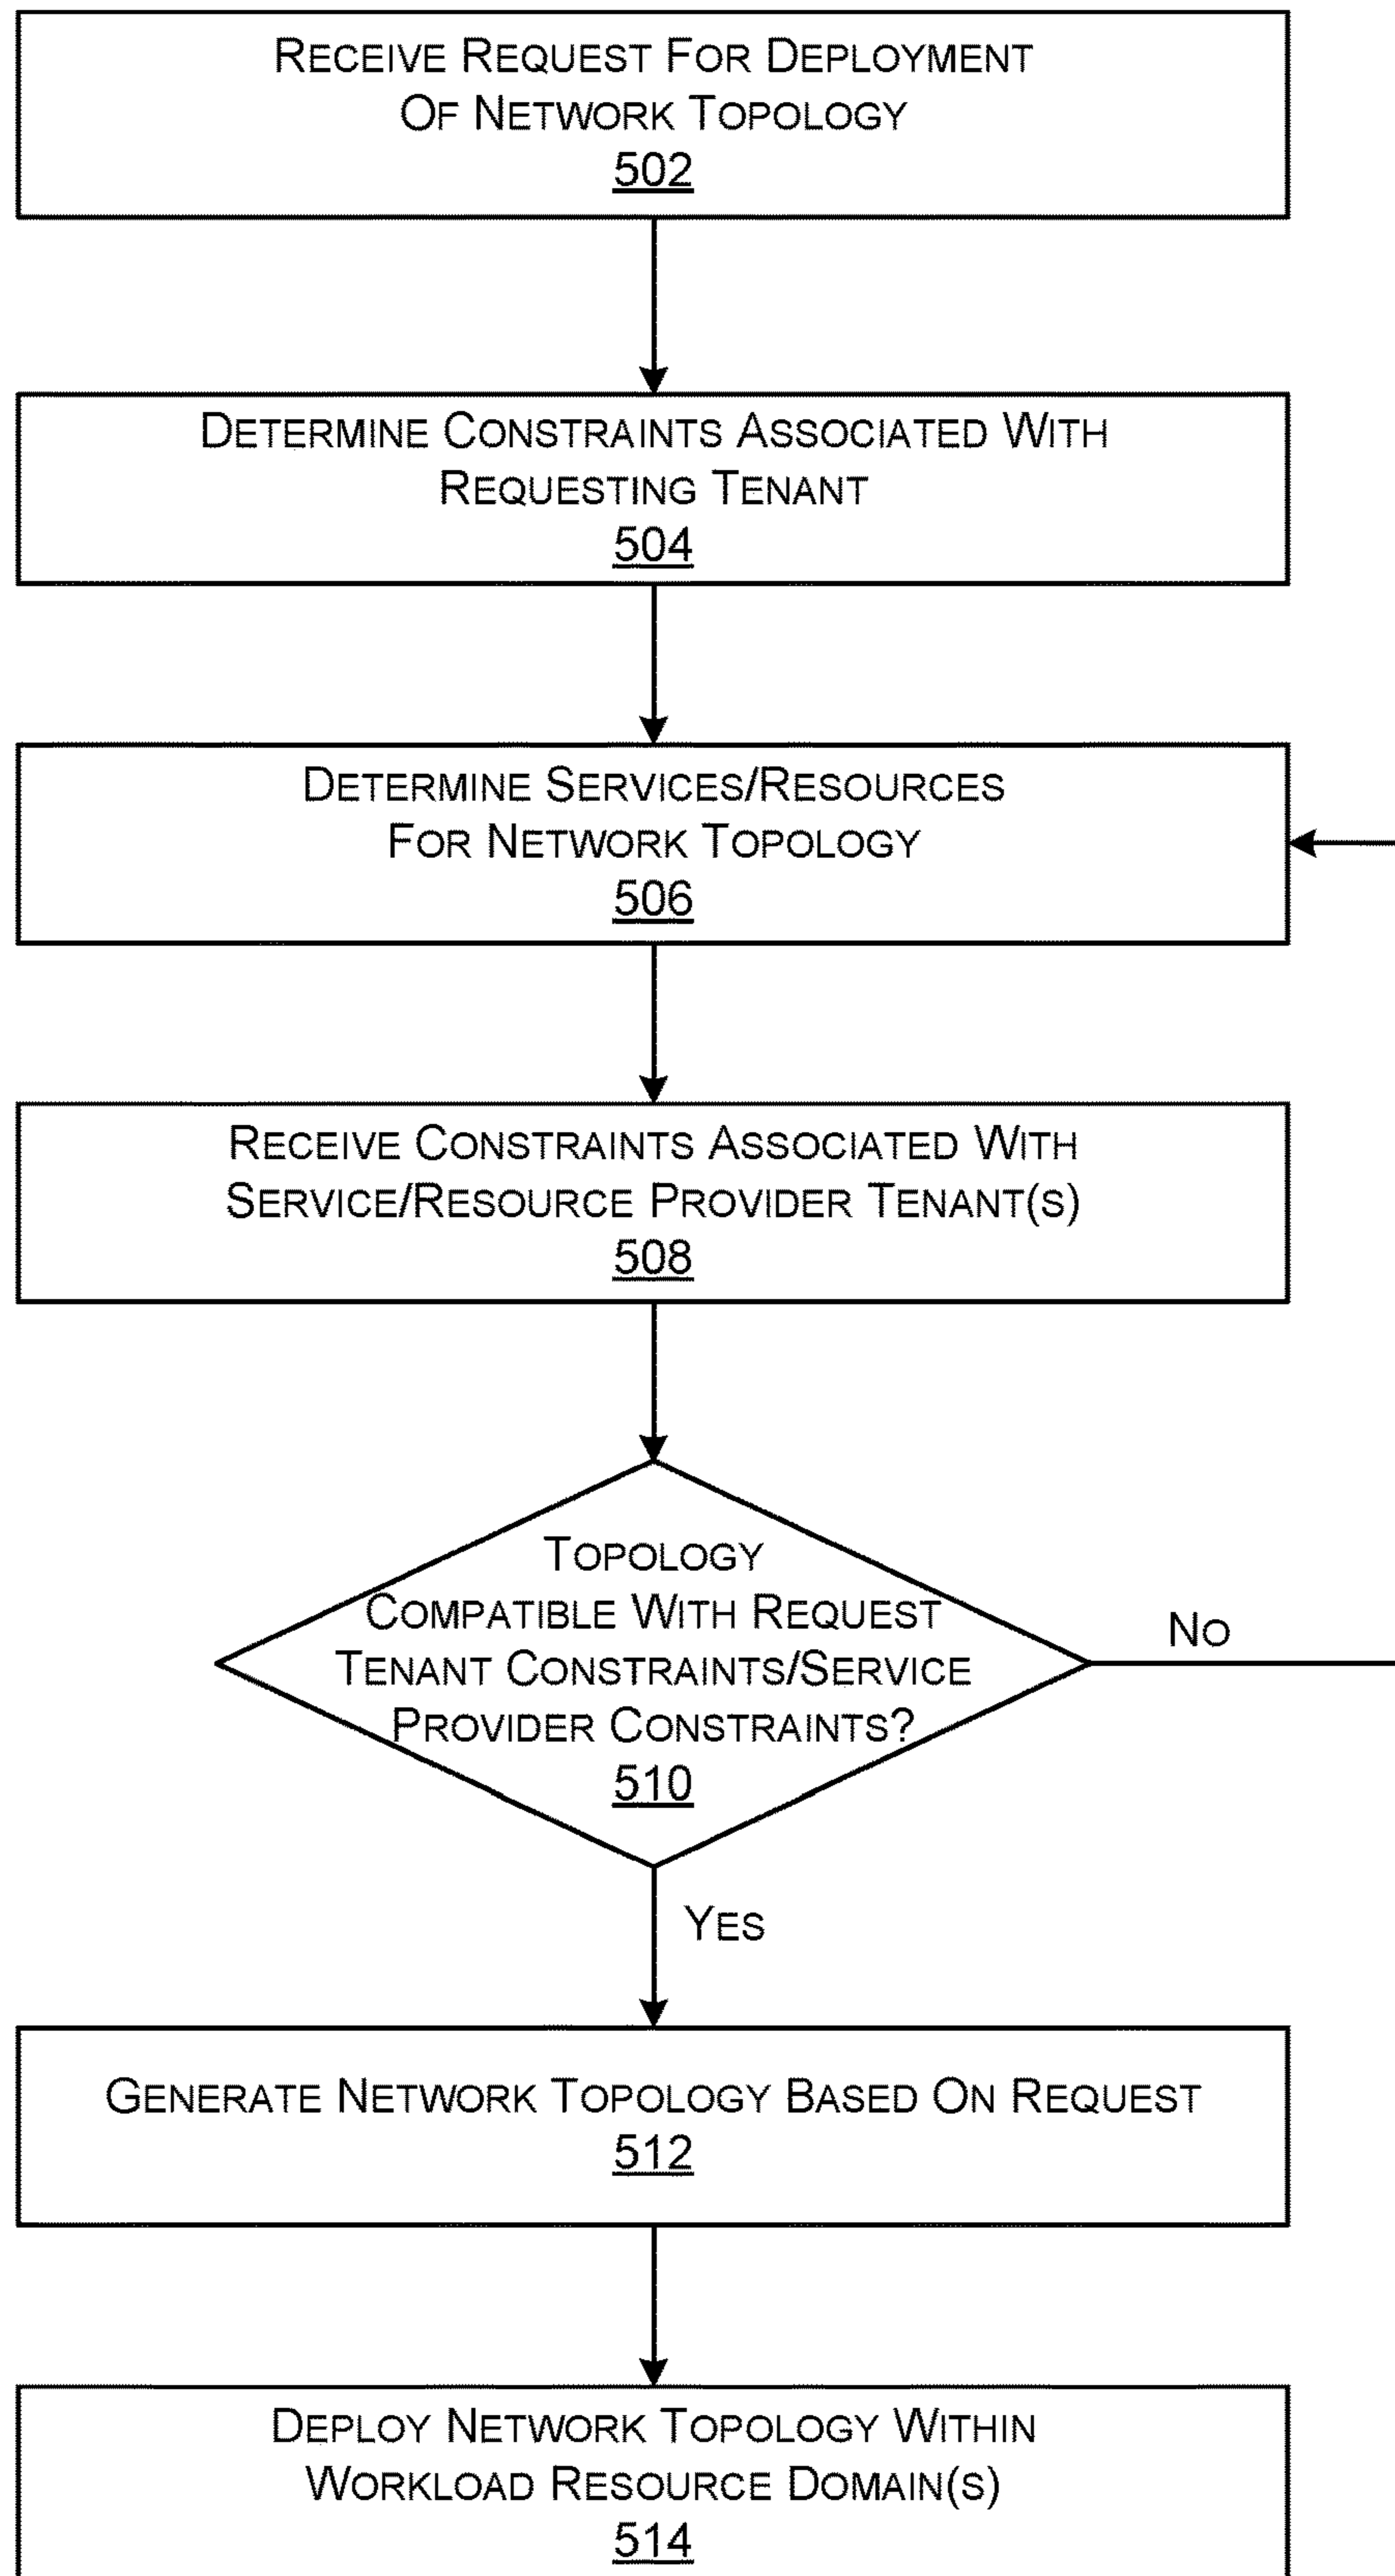 RECEIVE REQUEST FOR DEPLOYMENT
OF NETWORK TOPOLOGY
502
DETERMINE CONSTRAINTS ASSOCIATED WITH
REQUESTING TENANT
504
DETERMINE SERVICES/RESOURCES
FOR NETWORK TOPOLOGY
506
RECEIVE CONSTRAINTS ASSOCIATED WITH
SERVICE/RESOURCE PROVIDER TENANT(S)
508
TOPOLOGY
COMPATIBLE WITH REQUEST
TENANT CONSTRAINTS/SERVICE
PROVIDER CONSTRAINTS?
510
NO
YES
GENERATE NETWORK TOPOLOGY BASED ON REQUEST
512
DEPLOY NETWORK TOPOLOGY WITHIN
WORKLOAD RESOURCE DOMAIN(S)
514